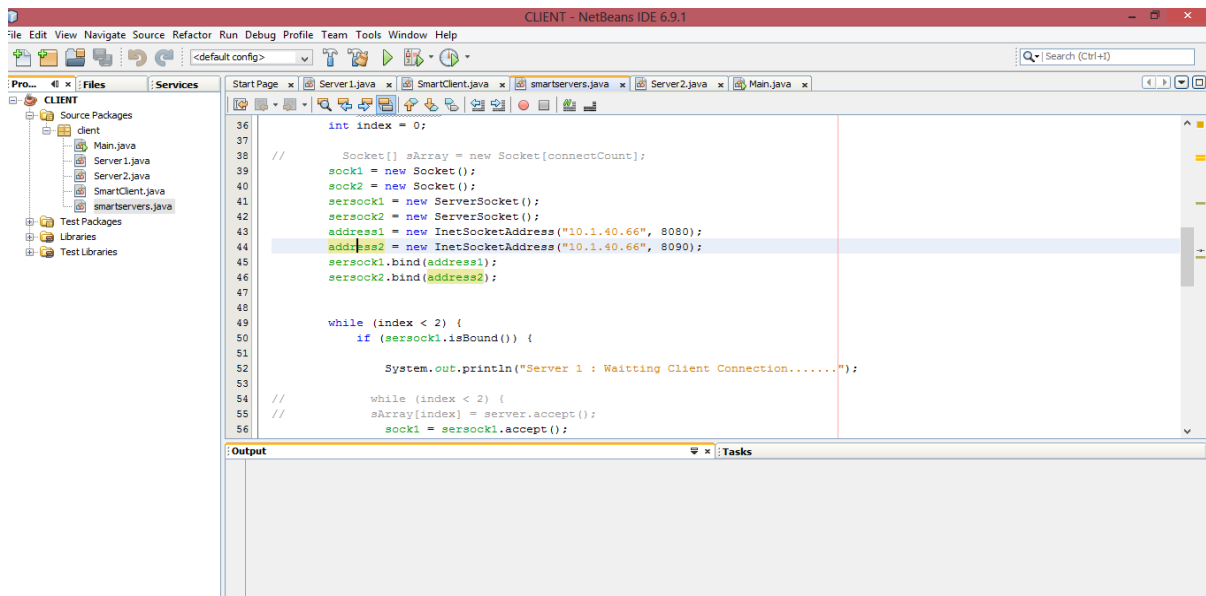 CLIENT - NetBeans IDE 6.9.1
File Edit View Navigate Source Refactor Run Debug Profile Team Tools Window Help
<default config>
Search (Ctrl+I)
Pro... Files Services
Start Page Server1.java SmartClient.java smartservers.java Server2.java Main.java
CLIENT
Source Packages
client
Main.java
Server1.java
Server2.java
SmartClient.java
smartservers.java
Test Packages
Libraries
Test Libraries
36 int index = 0;
37
38 // Socket[] sArray = new Socket[connectCount];
39 sock1 = new Socket();
40 sock2 = new Socket();
41 sersock1 = new ServerSocket();
42 sersock2 = new ServerSocket();
43 address1 = new InetSocketAddress("10.1.40.66", 8080);
44 address2 = new InetSocketAddress("10.1.40.66", 8090);
45 sersock1.bind(address1);
46 sersock2.bind(address2);
47
48
49 while (index < 2) {
50 if (sersock1.isBound()) {
51
52 System.out.println("Server 1 : Waitting Client Connection.......");
53
54 // while (index < 2) {
55 // sArray[index] = server.accept();
56 sock1 = sersock1.accept();
Output Tasks